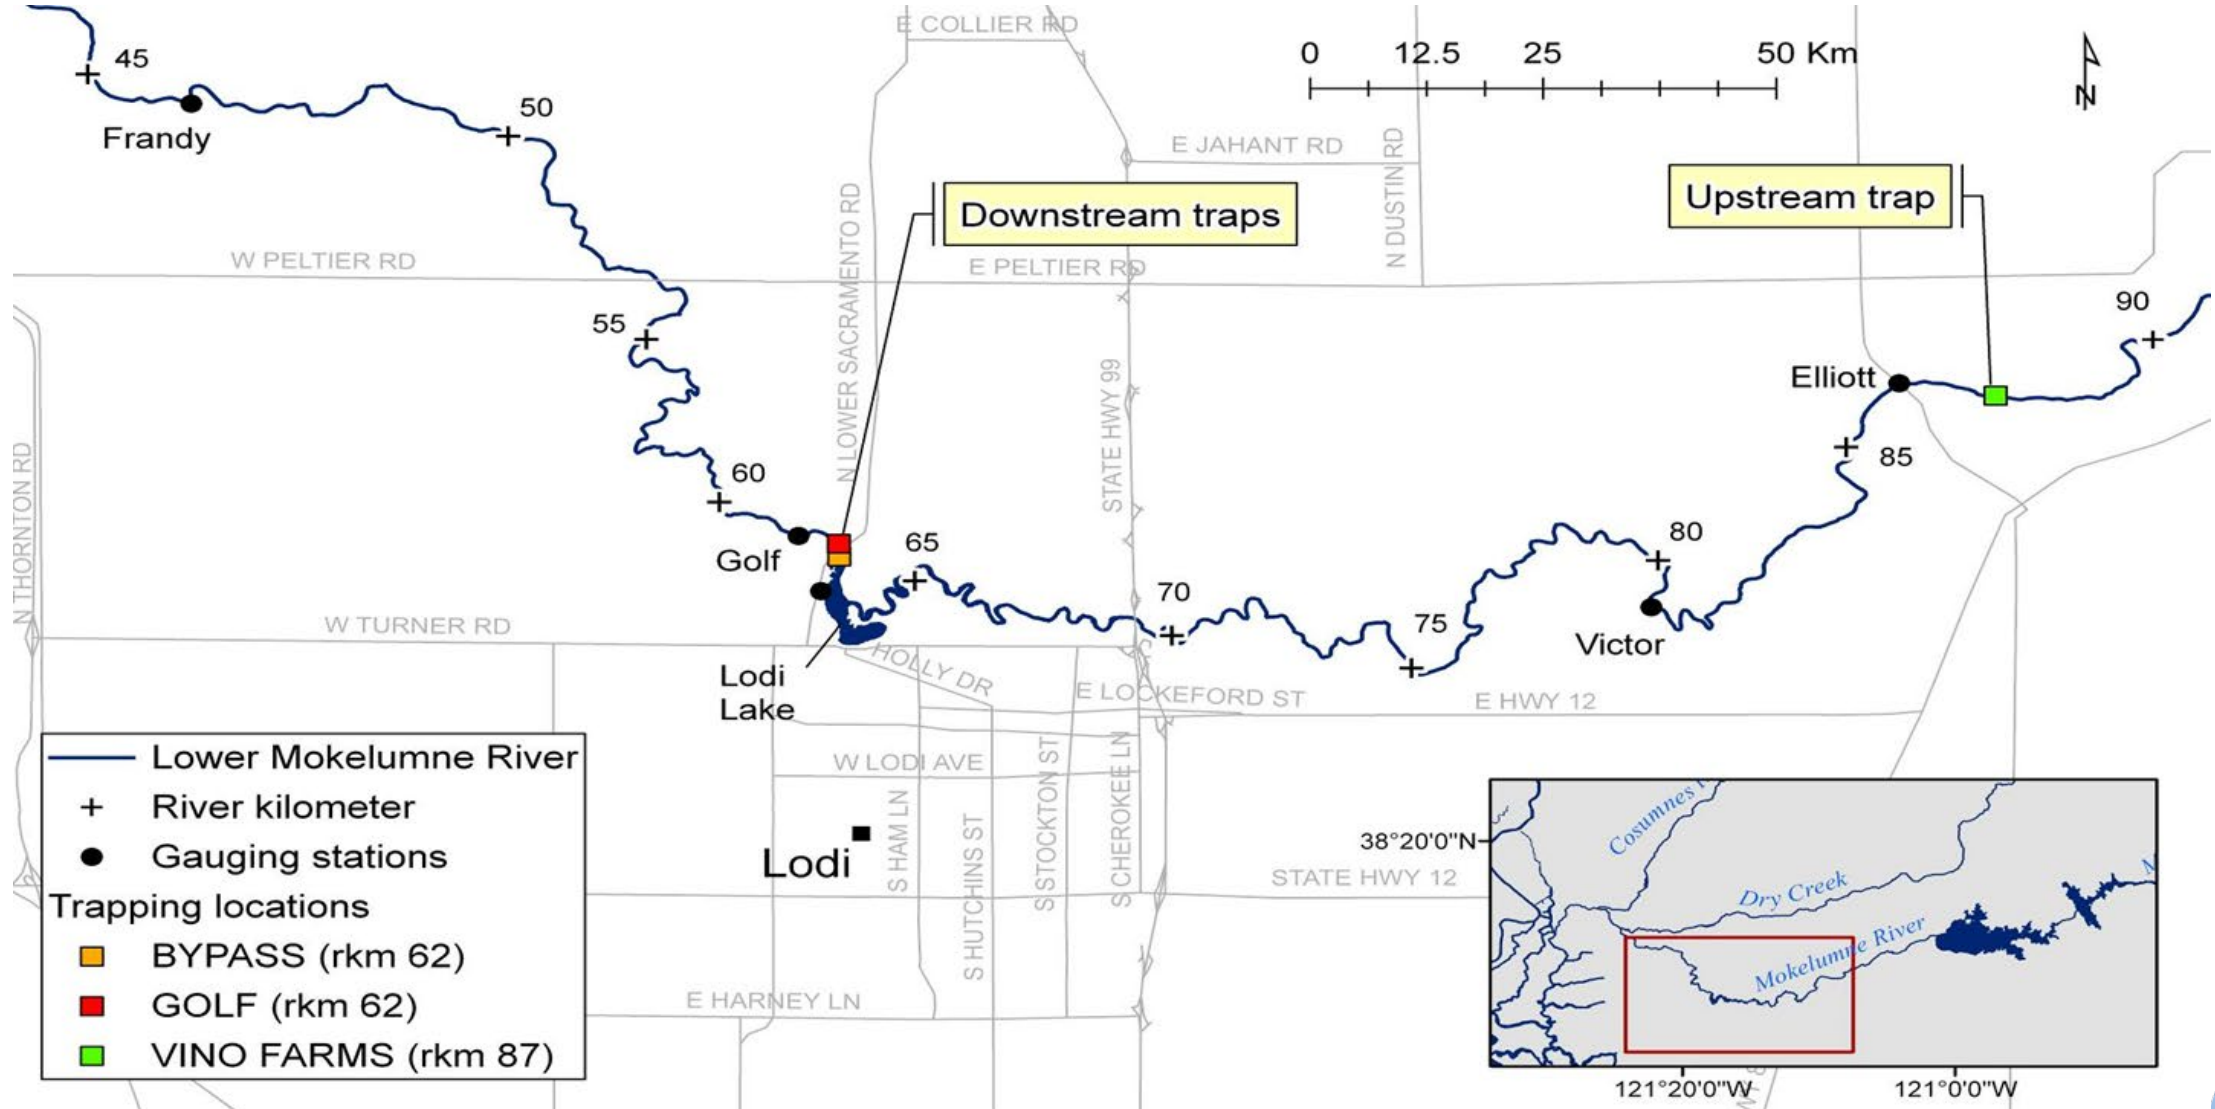 E COLLIER RD
0 12.5 25 50 Km
45
50
N
Frandy
E JAHANT RD
N DUSTIN RD
Upstream trap
Downstream traps
N LOWER SACRAMENTO RD
W PELTIER RD
E PELTIER RD
90
55
Elliott
STATE HWY 99
N THORNTON RD
60
85
80
65
Golf
70
75
W TURNER RD
Victor
HOLLY DR
Lodi
Lake
E LOCKEFORD ST
E HWY 12
W LODI AVE
S HAM LN
S HUTCHINS ST
S STOCKTON ST
S CHEROKEE LN
Lodi
STATE HWY 12
E HARNEY LN
Lower Mokelumne River
River kilometer
Gauging stations
Trapping locations
BYPASS (rkm 62)
GOLF (rkm 62)
VINO FARMS (rkm 87)
38°20'0"N
Cosumnes
Dry Creek
Mokelumne River
M
121°20'0"W
121°0'0"W